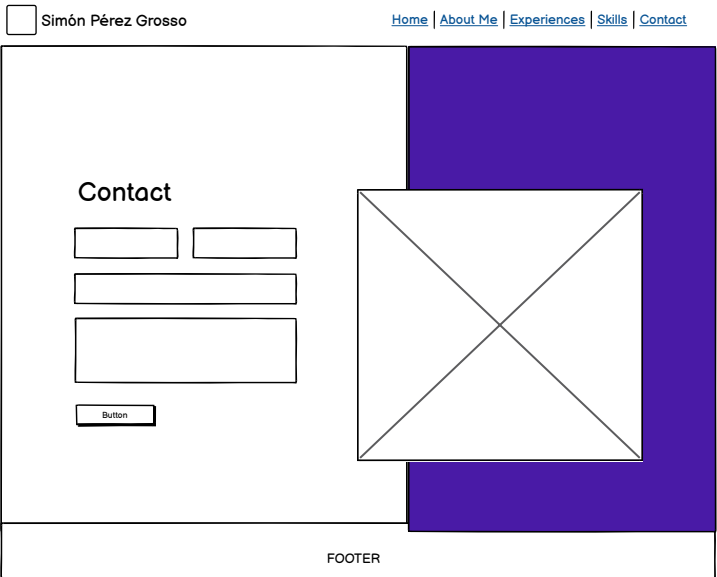 Simón Pérez Grosso
Home | About Me | Experiences | Skills | Contact
Contact
Button
FOOTER